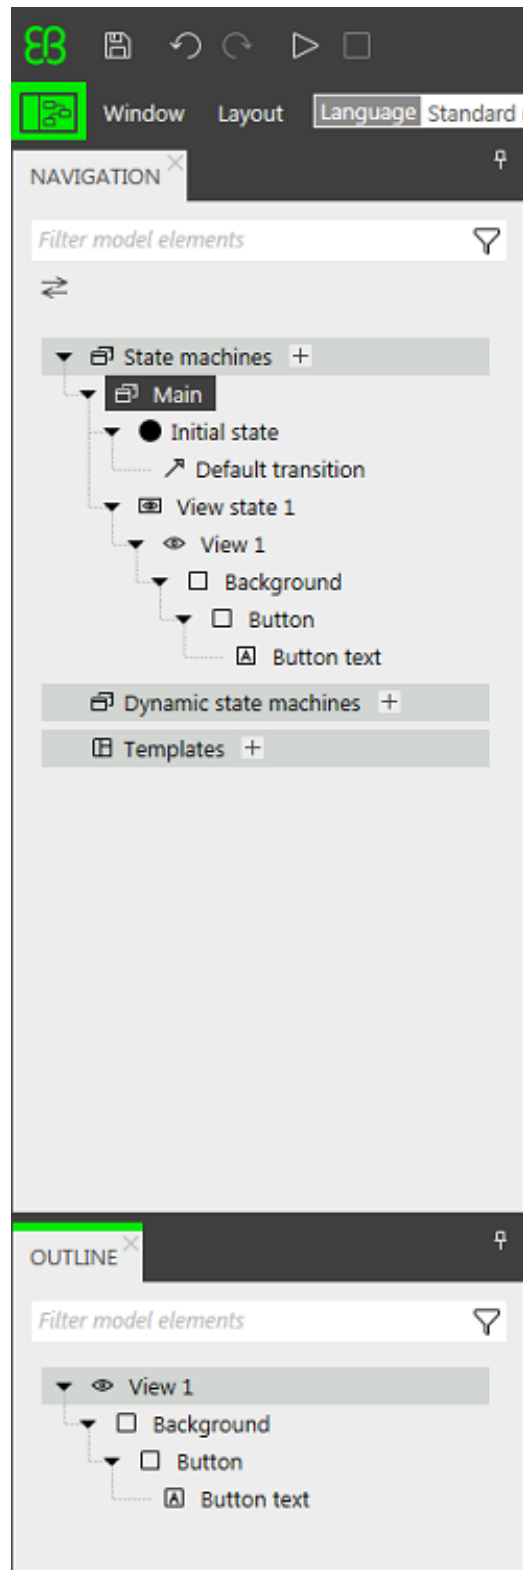 EB
Window Layout Language Standard
NAVIGATION
Filter model elements
State machines +
Main
Initial state
Default transition
View state 1
View 1
Background
Button
A Button text
Dynamic state machines +
Templates +
OUTLINE
Filter model elements
View 1
Background
Button
A Button text